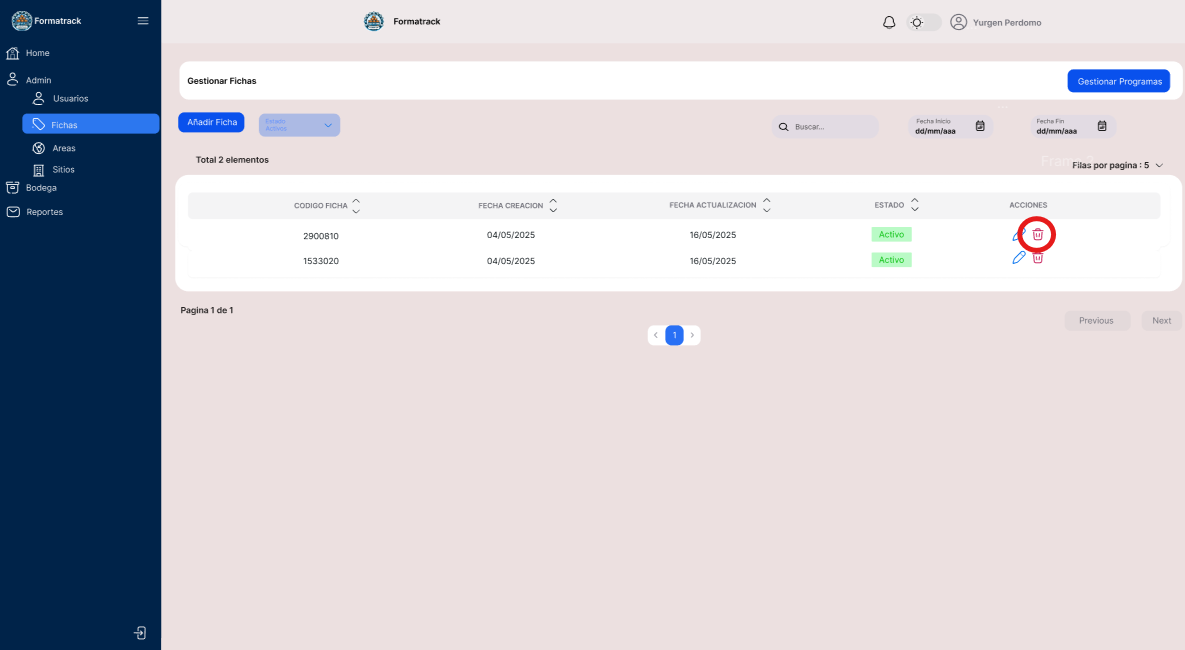 Formatrack
Formatrack
Yurgen Perdomo
Home
Admin
Usuarios
Fichas
Areas
Sitios
Bodega
Reportes
Gestionar Fichas
Gestionar Programas
Añadir Ficha
Estado
Activos
Buscar...
Fecha Inicio
dd/mm/aaa
Fecha Fin
dd/mm/aaa
Total 2 elementos
Filas por pagina : 5
CODIGO FICHA FECHA CREACION FECHA ACTUALIZACION ESTADO ACCIONES
2900810 04/05/2025 16/05/2025 Activo
1533020 04/05/2025 16/05/2025 Activo
Pagina 1 de 1
1
Previous Next